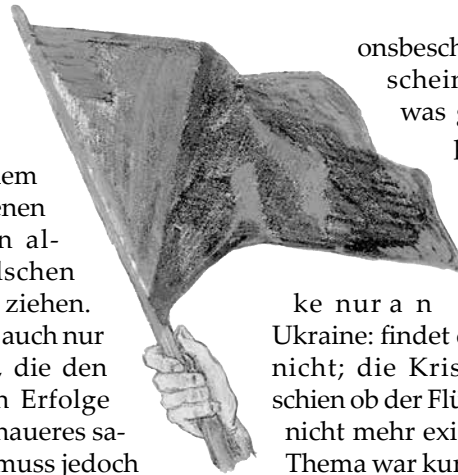 enen
n al-
lschen
ziehen.
auch nur
, die den
n Erfolge
naueres sa-
muss jedoch
onsbesch
schein
was g
ke nur a n
Ukraine: findet
nicht; die Kris
schien ob der Flü
nicht mehr exi
Thema war kur